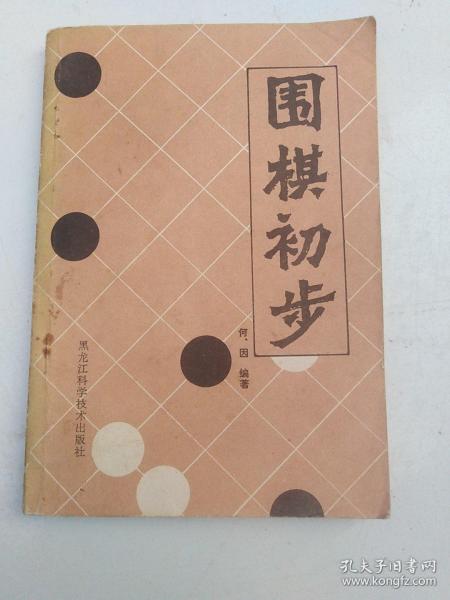 围棋初步
何·因 编著
黑龙江科学技术出版社
孔夫子旧书网
www.kongfz.com